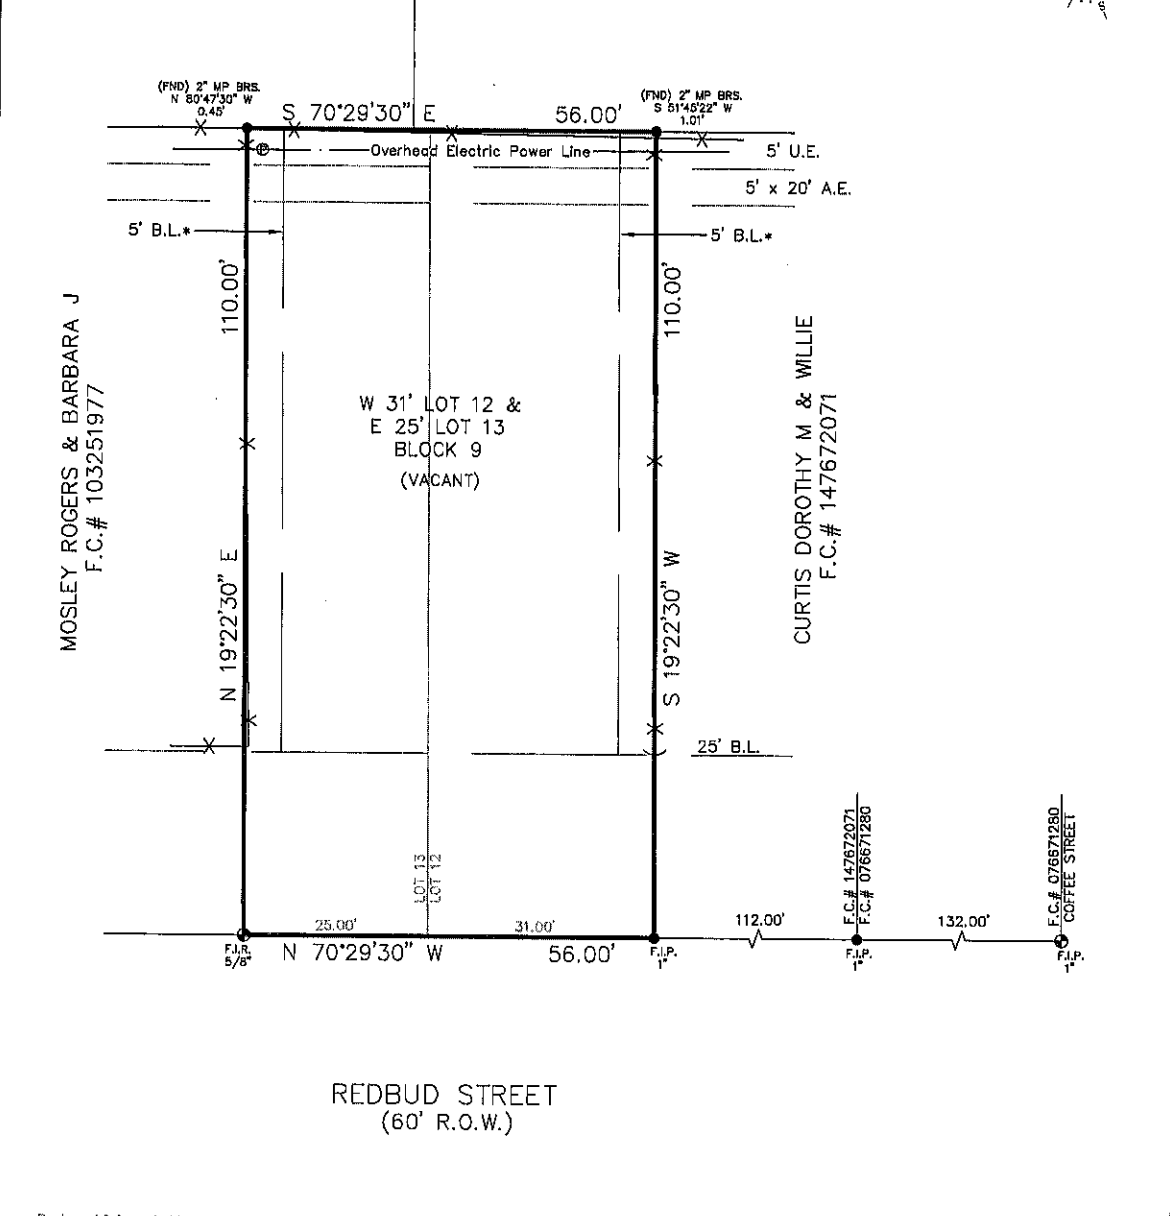 (FND) 2" MP BRS.
N 80°47'30" W
0.45'
S 70°29'30" E
56.00'
(FND) 2" MP BRS.
S 51°45'22" W
1.01'
Overhead Electric Power Line
5' U.E.
5' x 20' A.E.
5' B.L.*
5' B.L.*
110.00'
110.00'
MOSLEY ROGERS & BARBARA J
F.C.# 103251977
W 31' LOT 12 &
E 25' LOT 13
BLOCK 9
(VACANT)
CURTIS DOROTHY M & WILLIE
F.C.# 147672071
N 19°22'30" E
S 19°22'30" W
25' B.L.
LOT 13
LOT 12
F.C.# 147672071
F.C.# 076671280
F.C.# 076671280
COFFEE STREET
25.00'
31.00'
112.00'
132.00'
F.I.R.
5/8"
N 70°29'30" W
56.00'
F.I.P.
1"
F.I.P.
1"
F.I.P.
1"
REDBUD STREET
(60' R.O.W.)